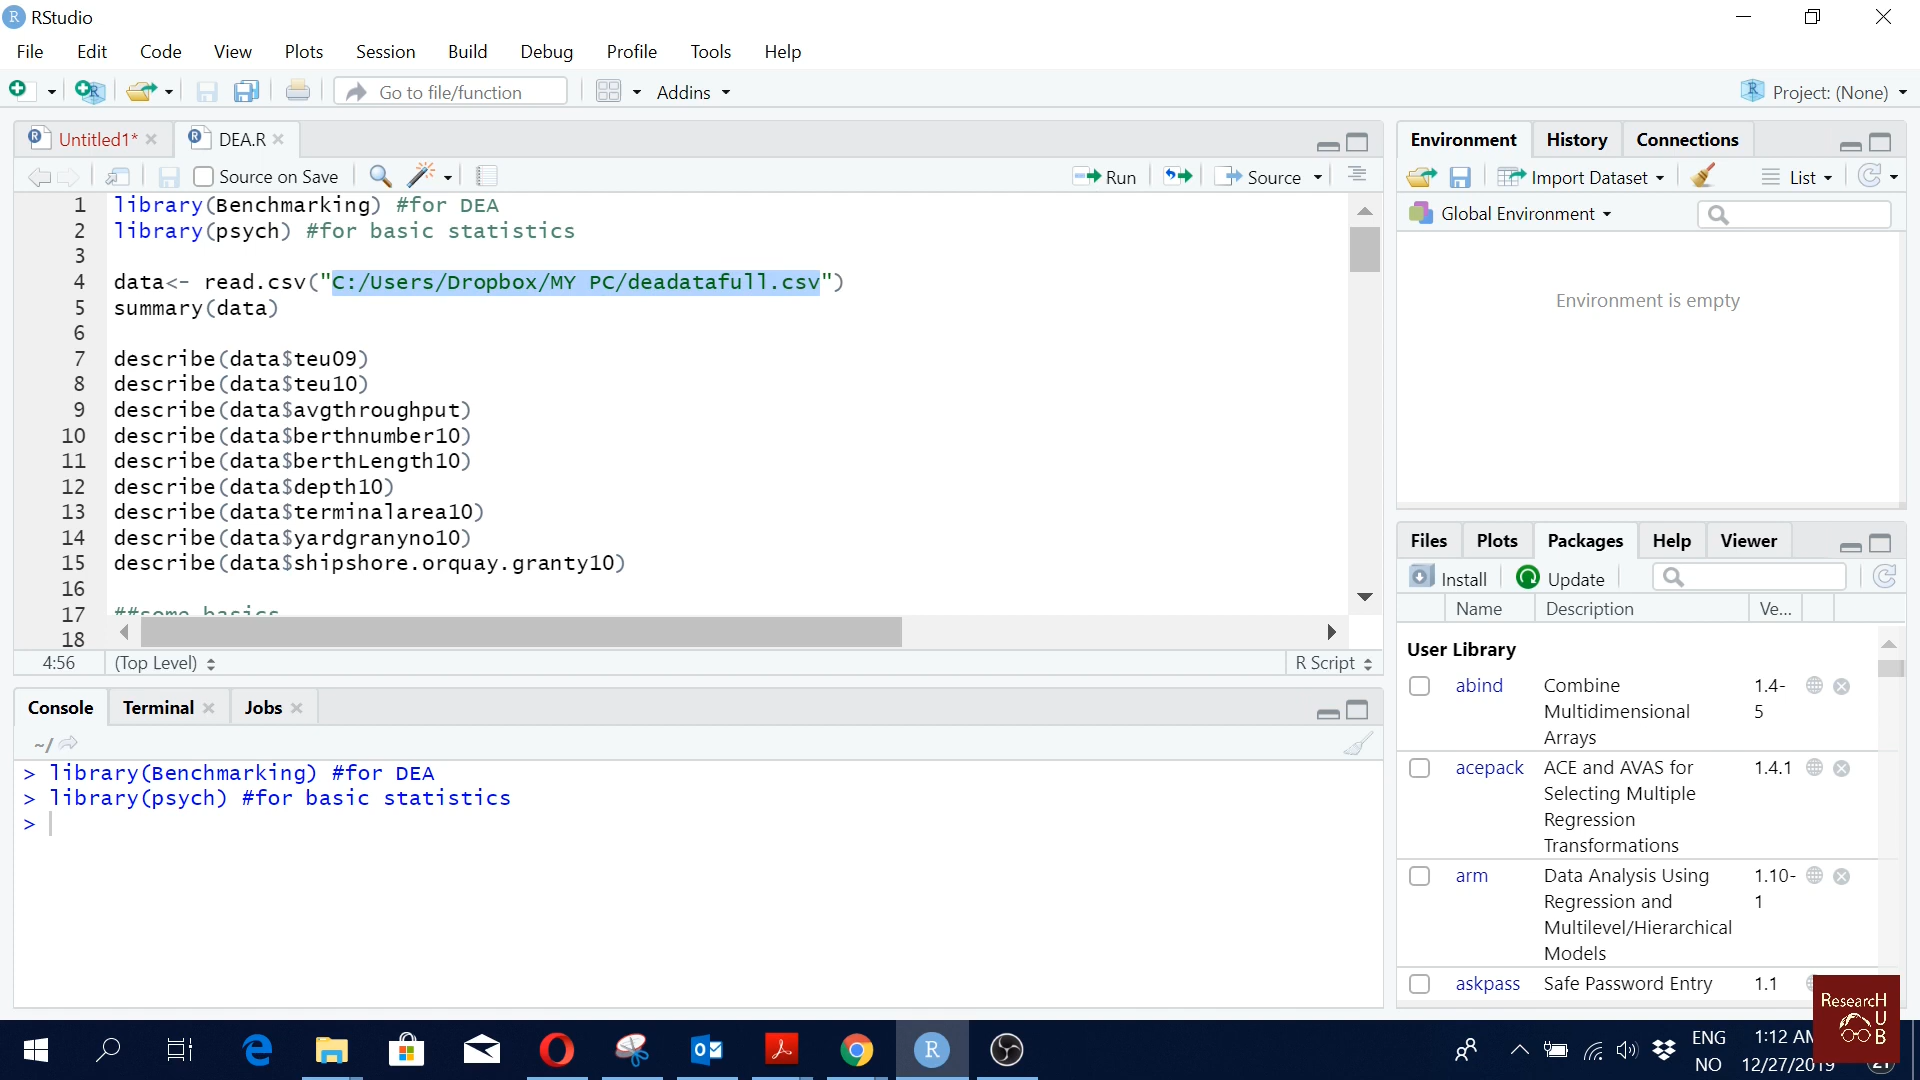 RStudio
File Edit Code View Plots Session Build Debug Profile Tools Help
Go to file/function Addins Project: (None)
Untitled1* DEA.R
Source on Save Run Source
1 library(Benchmarking) #for DEA
2 library(psych) #for basic statistics
3
4 data<- read.csv("C:/Users/Dropbox/MY PC/deadatafull.csv")
5 summary(data)
6
7 describe(data$teu09)
8 describe(data$teu10)
9 describe(data$avgthroughput)
10 describe(data$berthnumber10)
11 describe(data$berthLength10)
12 describe(data$depth10)
13 describe(data$terminalarea10)
14 describe(data$yardgranyno10)
15 describe(data$shipshore.orquay.granty10)
16
17 ##some basics
18
4:56 (Top Level) R Script
Console Terminal Jobs
~/
> library(Benchmarking) #for DEA
> library(psych) #for basic statistics
>
Environment History Connections
Import Dataset List
Global Environment
Environment is empty
Files Plots Packages Help Viewer
Install Update
Name Description Ve...
User Library
abind Combine 1.4-
Multidimensional 5
Arrays
acepack ACE and AVAS for 1.4.1
Selecting Multiple
Regression
Transformations
arm Data Analysis Using 1.10-
Regression and 1
Multilevel/Hierarchical
Models
askpass Safe Password Entry 1.1
ResearcH
U
B
ENG 1:12 AM
NO 12/27/2019
21